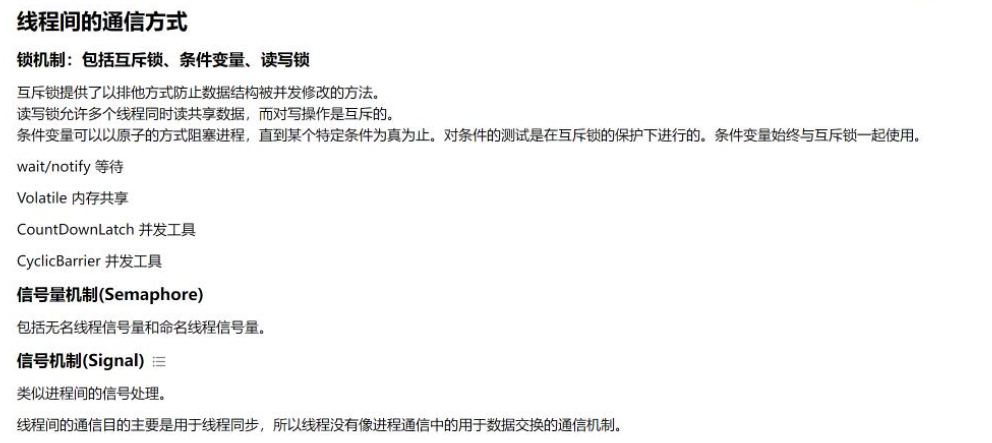 线程间的通信方式
锁机制：包括互斥锁、条件变量、读写锁
互斥锁提供了以排他方式防止数据结构被并发修改的方法。
读写锁允许多个线程同时读共享数据，而对写操作是互斥的。
条件变量可以以原子的方式阻塞进程，直到某个特定条件为真为止。对条件的测试是在互斥锁的保护下进行的。条件变量始终与互斥锁一起使用。
wait/notify 等待
Volatile 内存共享
CountDownLatch 并发工具
CyclicBarrier 并发工具
信号量机制(Semaphore)
包括无名线程信号量和命名线程信号量。
信号机制(Signal)
类似进程间的信号处理。
线程间的通信目的主要是用于线程同步，所以线程没有像进程通信中的用于数据交换的通信机制。